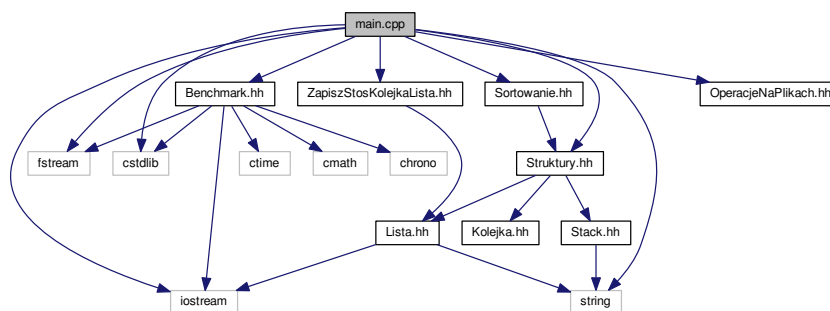 main.cpp
Benchmark.hh
ZapiszStosKolejkaLista.hh
Sortowanie.hh
OperacjeNaPlikach.hh
fstream
cstdlib
ctime
cmath
chrono
Struktury.hh
Lista.hh
Kolejka.hh
Stack.hh
iostream
string